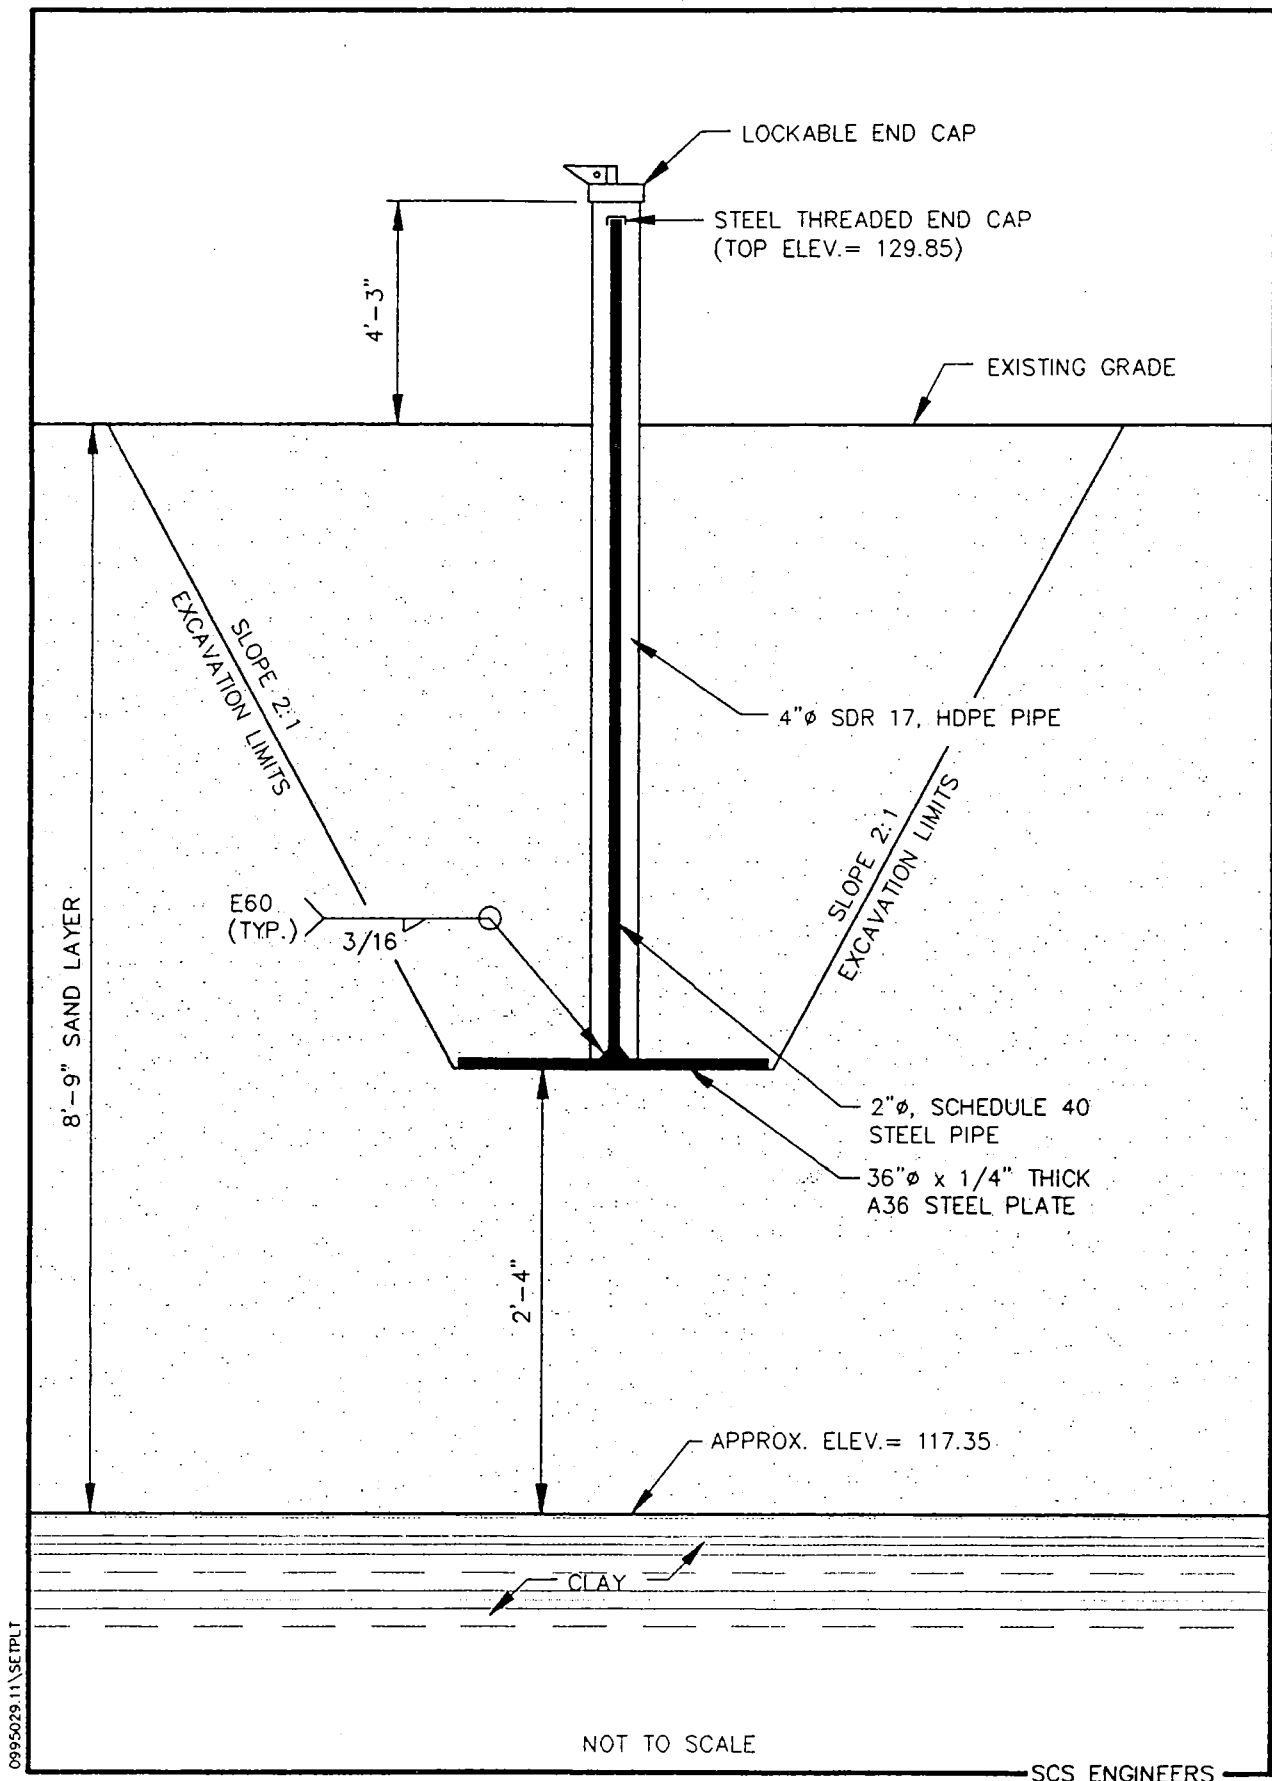 LOCKABLE END CAP
STEEL THREADED END CAP
(TOP ELEV.= 129.85)
4'-3"
EXISTING GRADE
SLOPE 2:1
EXCAVATION LIMITS
4"ø SDR 17, HDPE PIPE
SLOPE 2:1
EXCAVATION LIMITS
E60
(TYP.)
3/16
8'-9" SAND LAYER
2"ø, SCHEDULE 40
STEEL PIPE
36"ø x 1/4" THICK
A36 STEEL PLATE
2'-4"
APPROX. ELEV.= 117.35
CLAY
0995029.11\SETPLT
NOT TO SCALE
SCS ENGINEERS